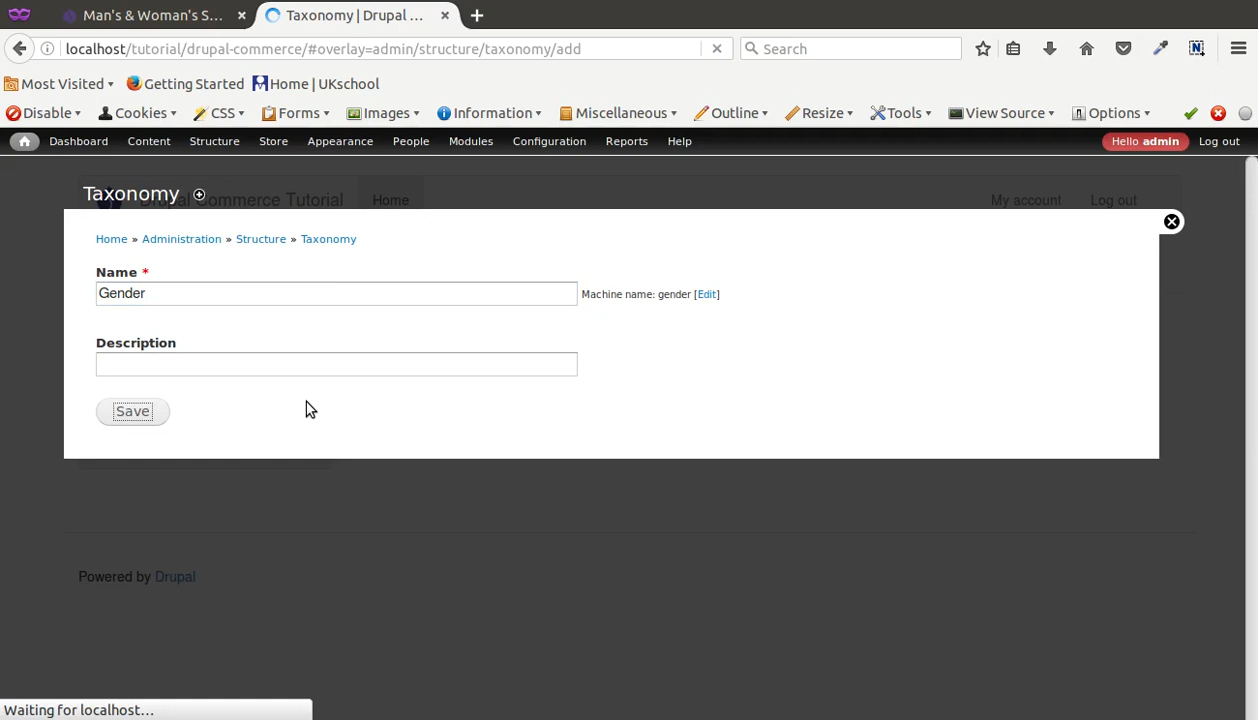 Man's & Woman's S...
Taxonomy | Drupal ...
localhost/tutorial/drupal-commerce/#overlay=admin/structure/taxonomy/add
Search
Most Visited
Getting Started
Home | UKschool
Disable
Cookies
CSS
Forms
Images
Information
Miscellaneous
Outline
Resize
Tools
View Source
Options
Dashboard
Content
Structure
Store
Appearance
People
Modules
Configuration
Reports
Help
Hello admin
Log out
Taxonomy
Drupal Commerce Tutorial
Home
My account
Log out
Home » Administration » Structure » Taxonomy
Name *
Gender
Machine name: gender [Edit]
Description
Save
Powered by Drupal
Waiting for localhost...